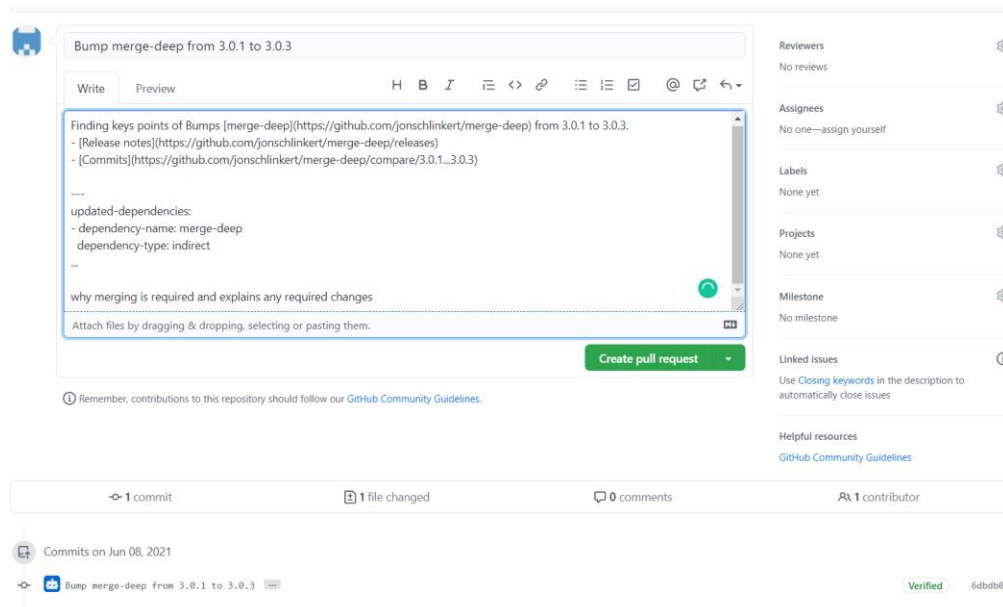 Bump merge-deep from 3.0.1 to 3.0.3
Write Preview
H B I
Finding keys points of Bumps [merge-deep](https://github.com/jonschlinkert/merge-deep) from 3.0.1 to 3.0.3.
- [Release notes](https://github.com/jonschlinkert/merge-deep/releases)
- [Commits](https://github.com/jonschlinkert/merge-deep/compare/3.0.1...3.0.3)
---
updated-dependencies:
- dependency-name: merge-deep
dependency-type: indirect
...
why merging is required and explains any required changes
Attach files by dragging & dropping, selecting or pasting them.
Create pull request
Remember, contributions to this repository should follow our GitHub Community Guidelines.
Reviewers
No reviews
Assignees
No one—assign yourself
Labels
None yet
Projects
None yet
Milestone
No milestone
Linked issues
Use Closing keywords in the description to
automatically close issues
Helpful resources
GitHub Community Guidelines
1 commit 1 file changed 0 comments 1 contributor
Commits on Jun 08, 2021
Bump merge-deep from 3.0.1 to 3.0.3 ...
Verified